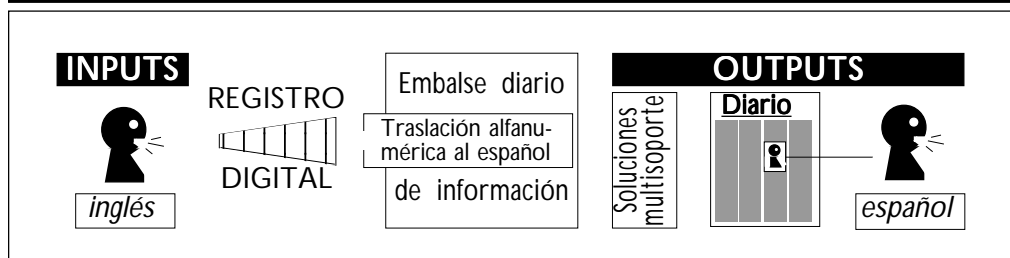 INPUTS
inglés
REGISTRO
DIGITAL
Embalse diario
Traslación alfanu-
mérica al español
de información
OUTPUTS
Soluciones
multisoporte
Diario
español